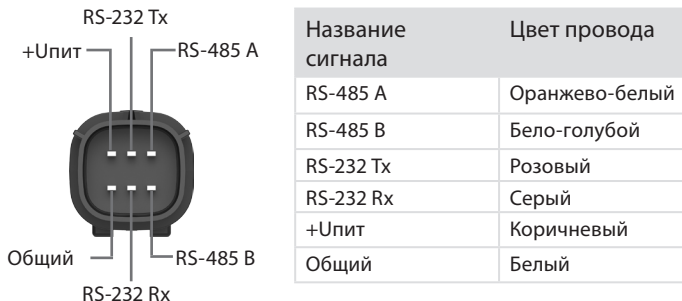 RS-232 Tx
+Uпит
RS-485 A
Общий
RS-485 B
RS-232 Rx
Название сигнала
Цвет провода
RS-485 A Оранжево-белый
RS-485 B Бело-голубой
RS-232 Tx Розовый
RS-232 Rx Серый
+Uпит Коричневый
Общий Белый